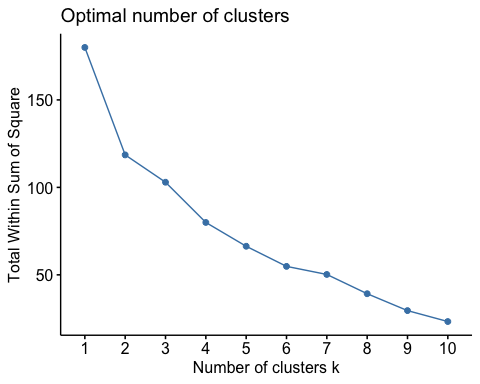 Optimal number of clusters
Total Within Sum of Square
150
100
50
1 2 3 4 5 6 7 8 9 10
Number of clusters k